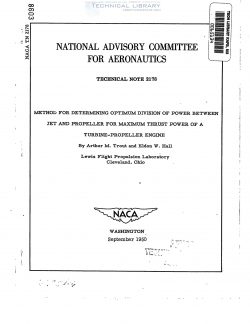 TECHNICAL LIBRARY
NACA TN 2178
8603
NATIONAL ADVISORY COMMITTEE
FOR AERONAUTICS
TECHNICAL NOTE 2178
METHOD FOR DETERMINING OPTIMUM DIVISION OF POWER BETWEEN
JET AND PROPELLER FOR MAXIMUM THRUST POWER OF A
TURBINE-PROPELLER ENGINE
By Arthur M. Trout and Eldon W. Hall
Lewis Flight Propulsion Laboratory
Cleveland, Ohio
NACA
WASHINGTON
September 1950